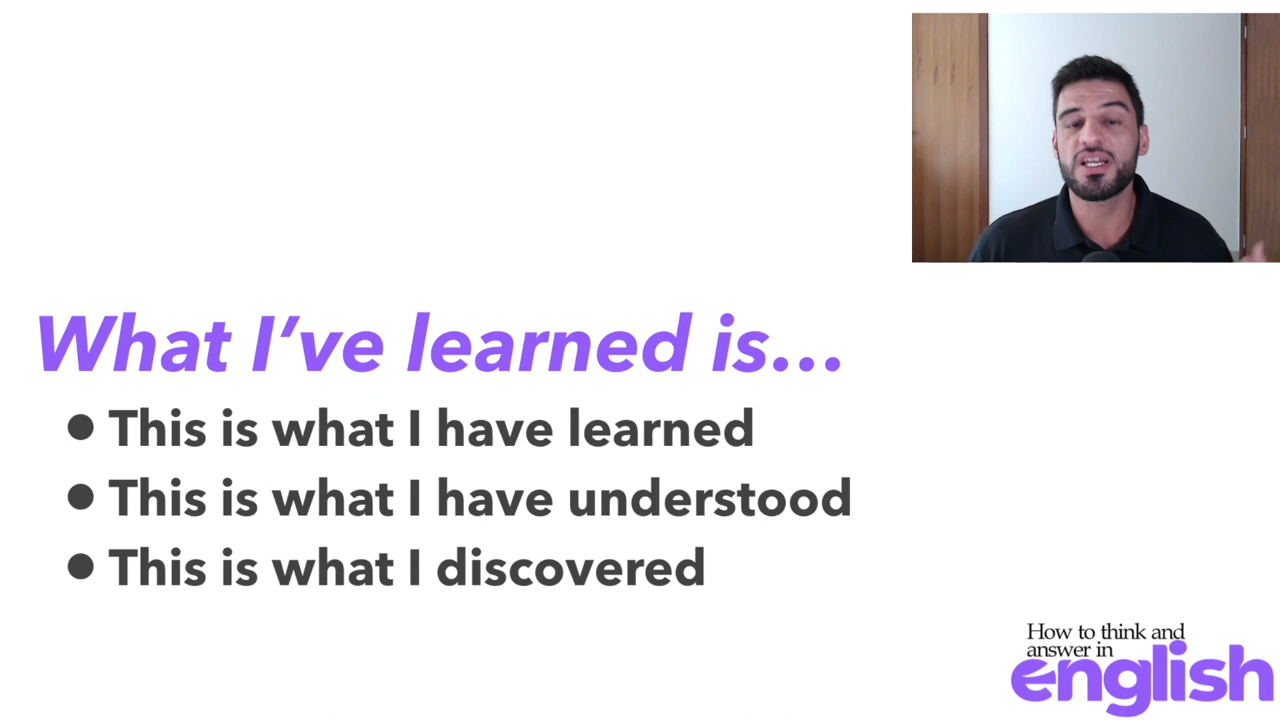 What I’ve learned is...
● This is what I have learned
● This is what I have understood
● This is what I discovered
How to think and
answer in
english